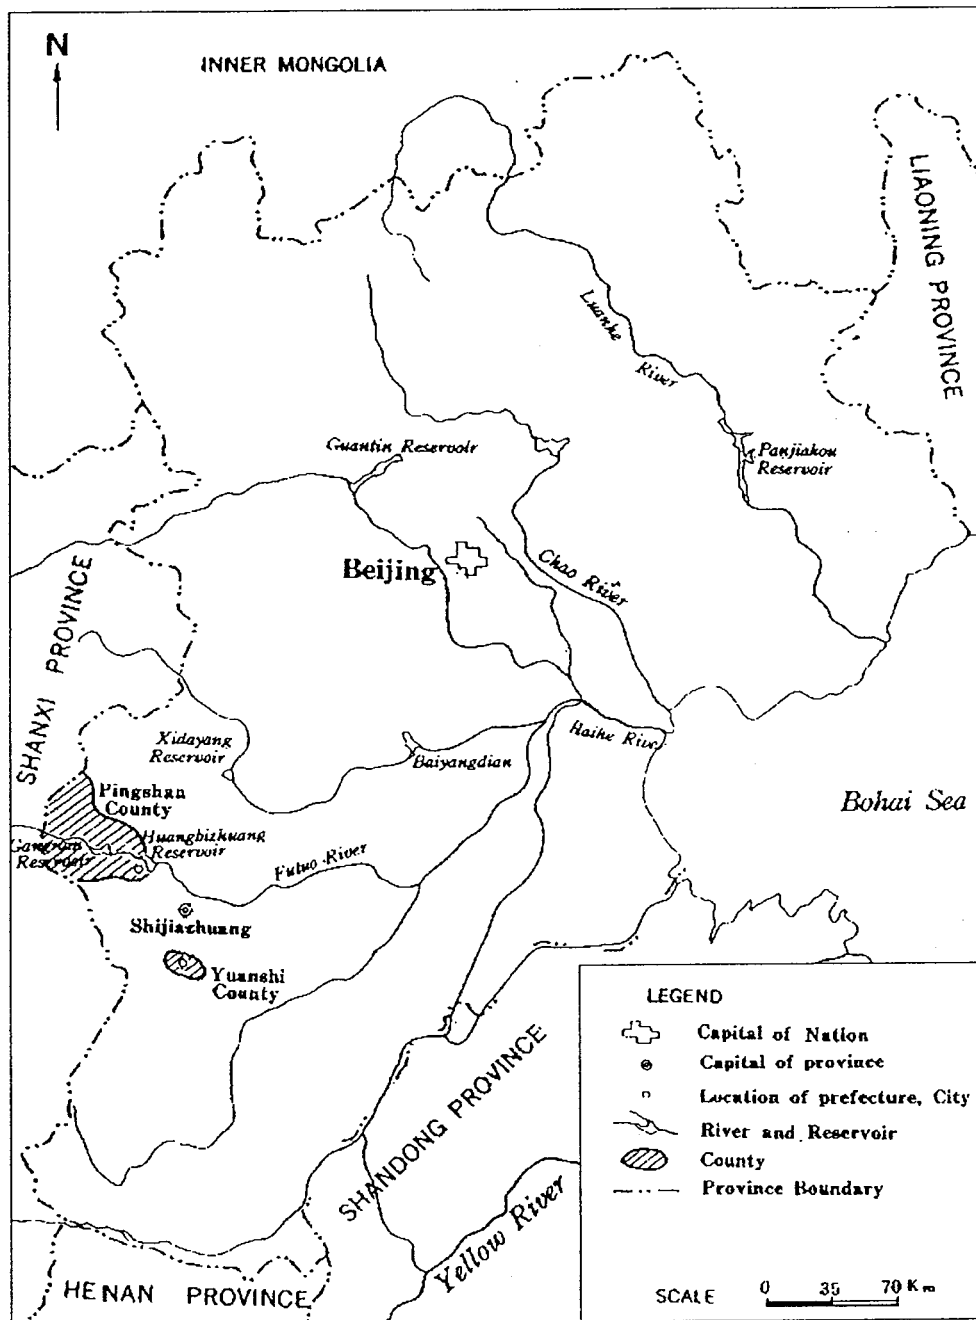 N
INNER MONGOLIA
LIAONING PROVINCE
Luanhe
River
Guantin Reservoir
Panjiakou
Reservoir
Beijing
Chao River
SHANXI PROVINCE
Xidayang
Reservoir
Baiyangdian
Haihe River
Bohai Sea
Pingshan
County
Huangbizhuang
Reservoir
Reservoir
Futuo River
Shijiazhuang
Yuanshi
County
SHANDONG PROVINCE
Yellow River
HENAN PROVINCE
LEGEND
Capital of Nation
Capital of province
Location of prefecture, City
River and Reservoir
County
Province Boundary
SCALE 0 35 70 Km